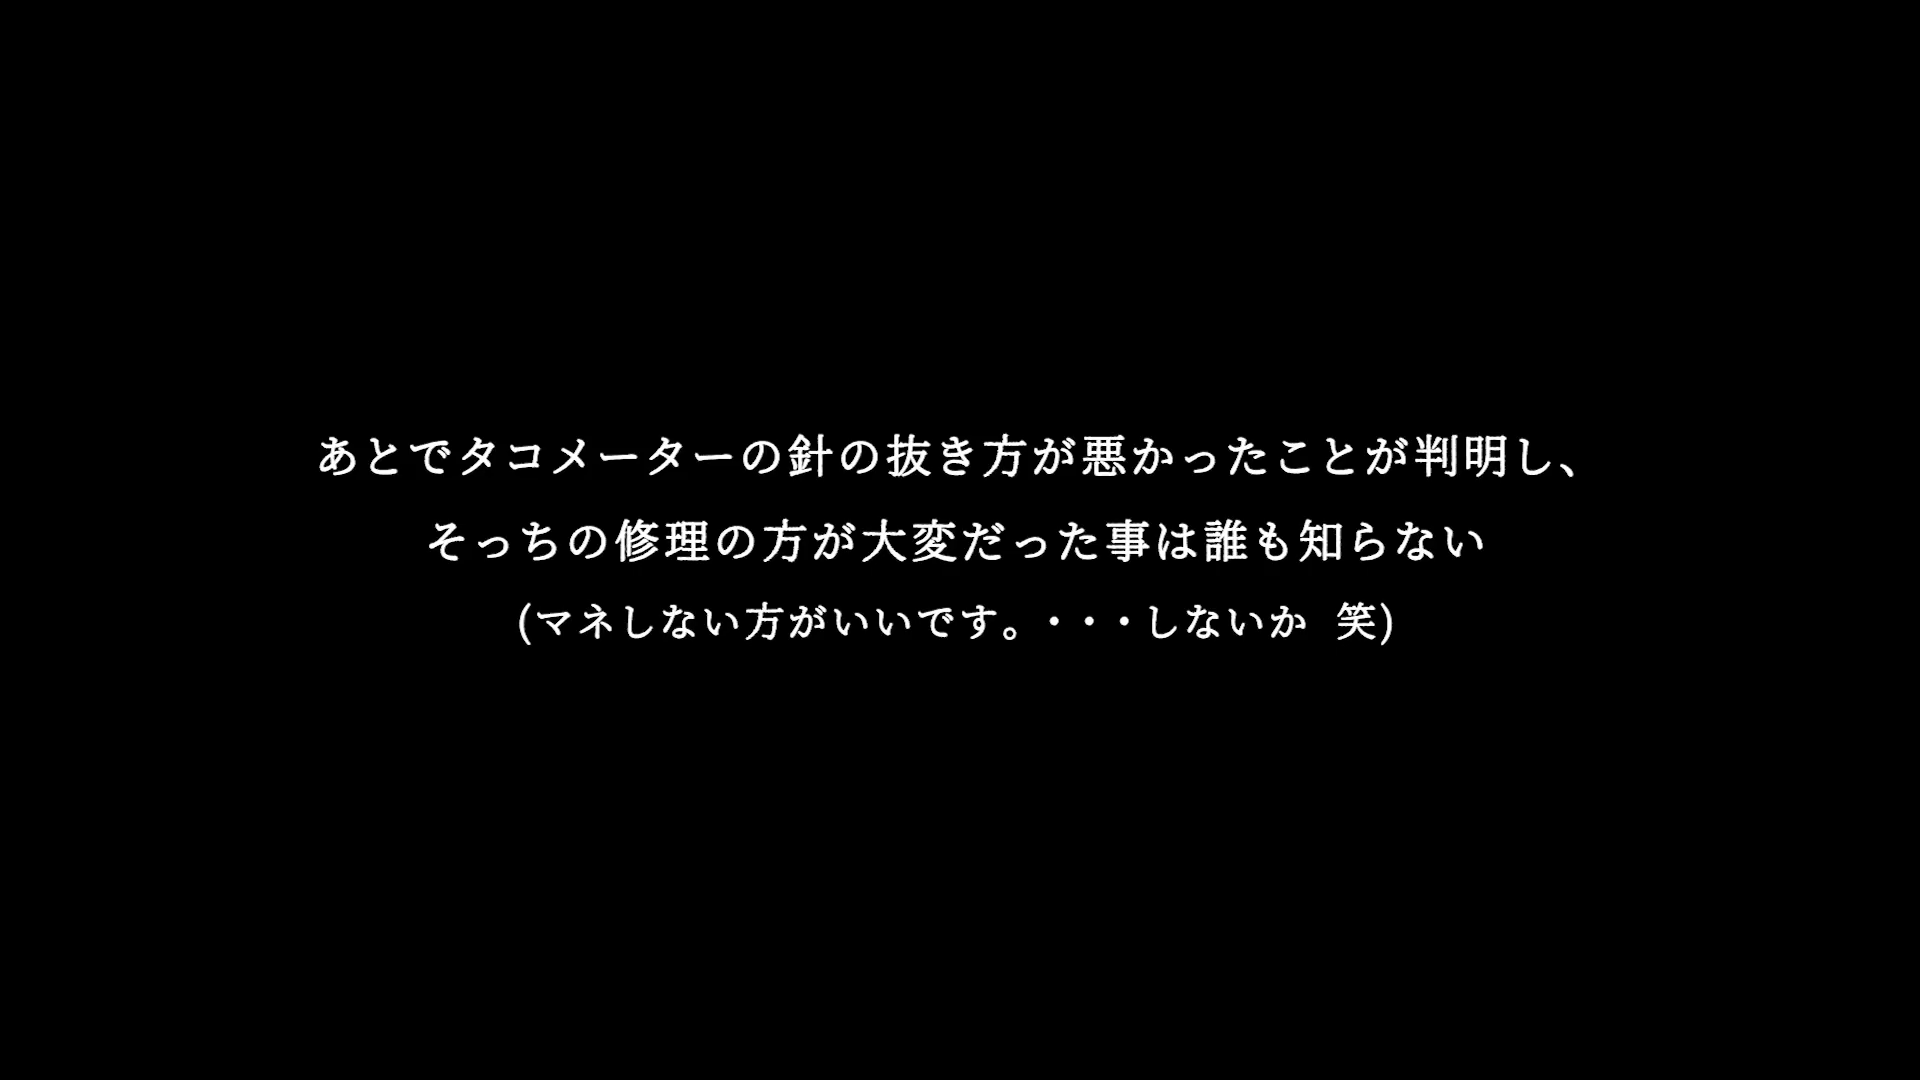 あとでタコメーターの針の抜き方が悪かったことが判明し、
そっちの修理の方が大変だった事は誰も知らない
(マネしない方がいいです。・・・しないか 笑)